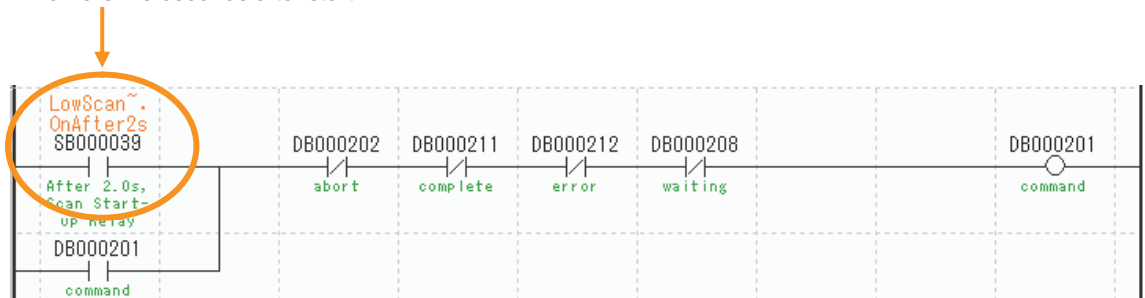 LowScan~.
OnAfter2s
SB000039 DB000202 DB000211 DB000212 DB000208 DB000201
After 2.0s, abort complete error waiting command
Scan Start-
up Relay
DB000201
command